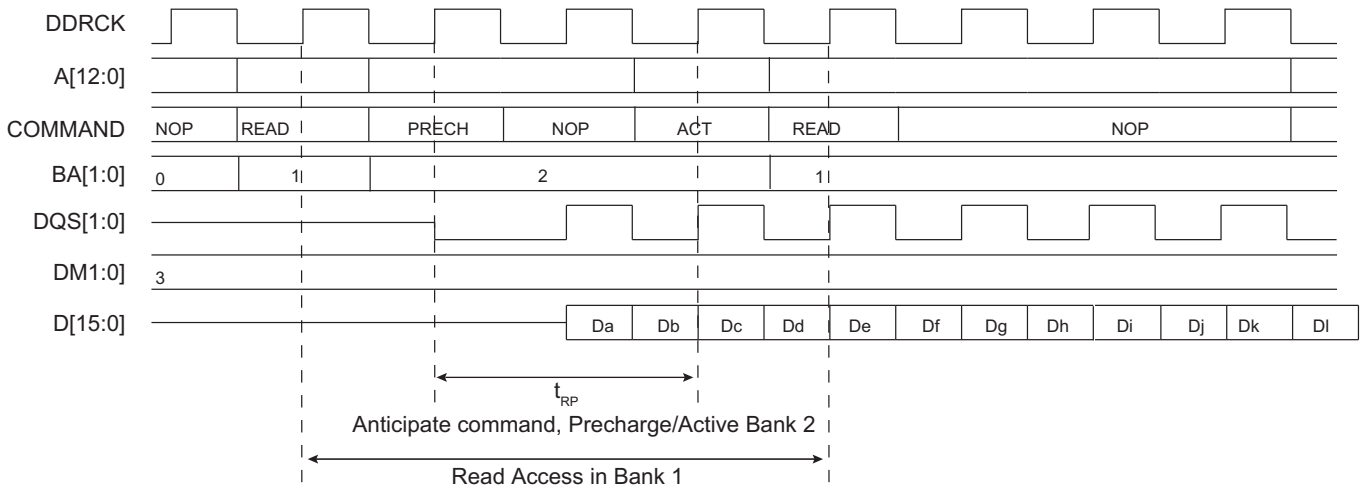 DDRCK
A[12:0]
COMMAND NOP READ PRECH NOP ACT READ NOP
BA[1:0] 0 1 2 1
DQS[1:0]
DM1:0] 3
D[15:0] Da Db Dc Dd De Df Dg Dh Di Dj Dk Dl
tRP
Anticipate command, Precharge/Active Bank 2
Read Access in Bank 1